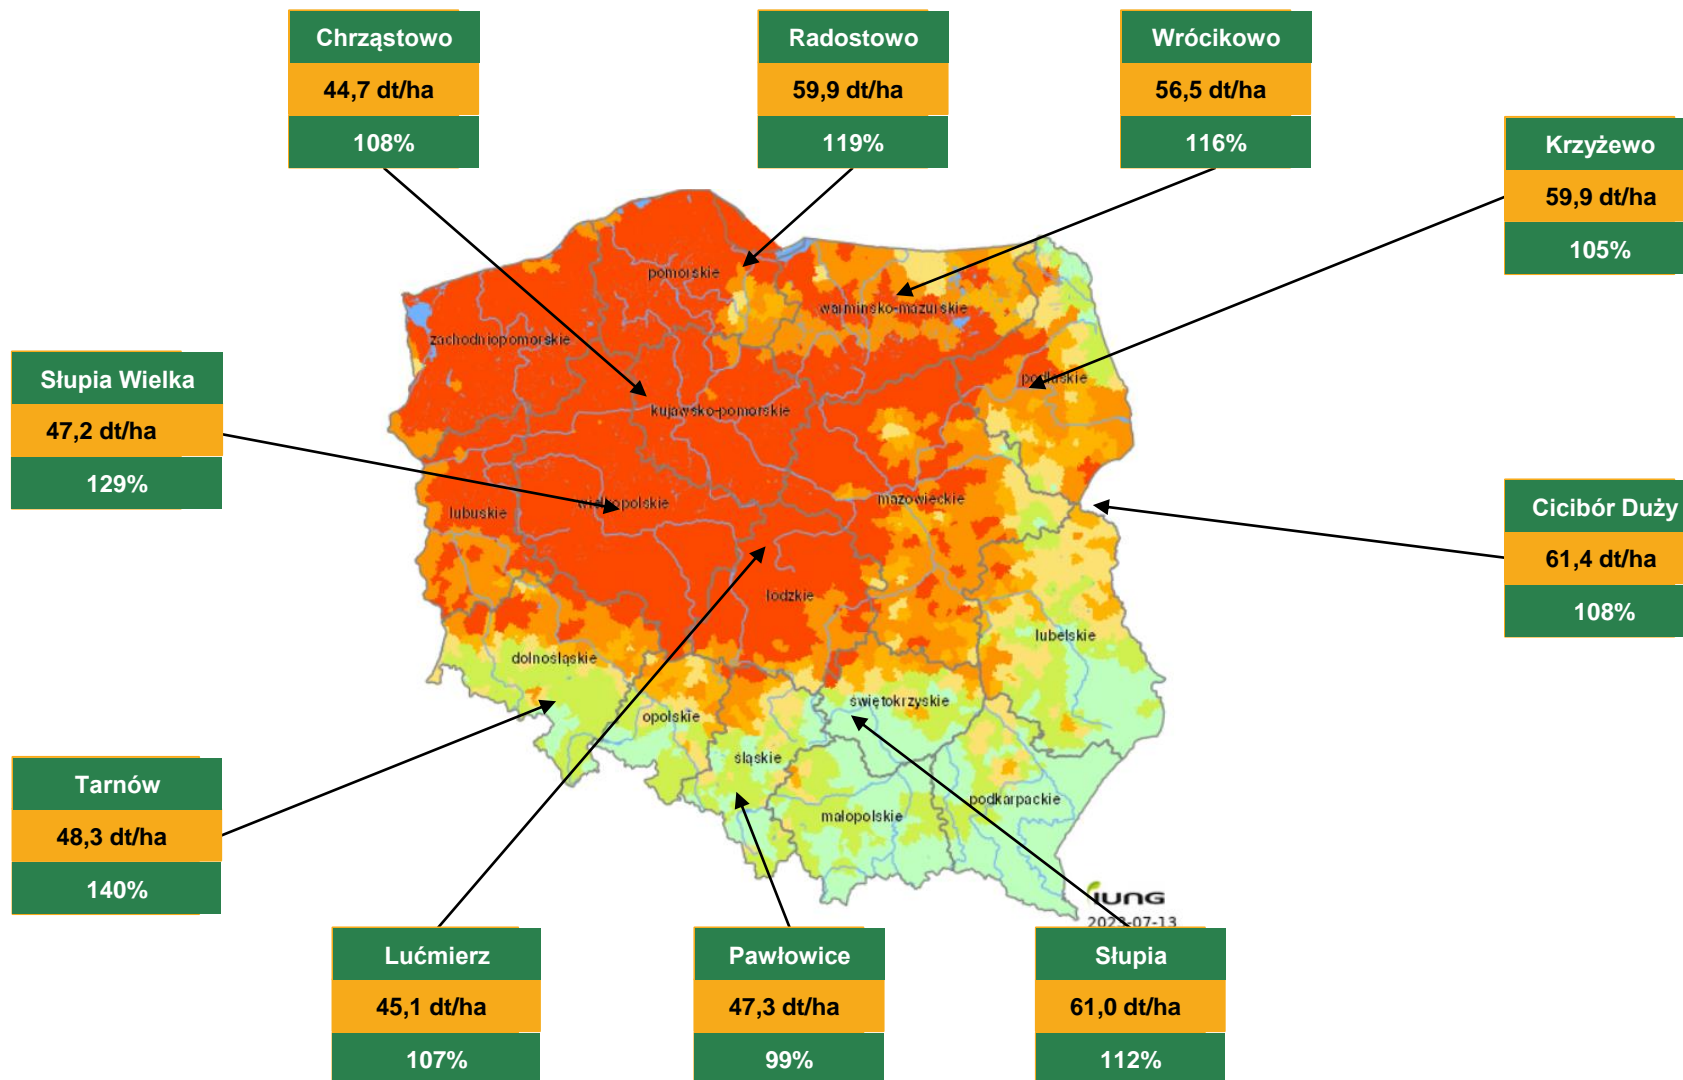 Chrząstowo
44,7 dt/ha
108%
Radostowo
59,9 dt/ha
119%
Wrócikowo
56,5 dt/ha
116%
Krzyżewo
59,9 dt/ha
105%
Słupia Wielka
47,2 dt/ha
129%
Cicibór Duży
61,4 dt/ha
108%
Tarnów
48,3 dt/ha
140%
pomorskie
warmińsko-mazurskie
zachodniopomorskie
podlaskie
kujawsko-pomorskie
wielkopolskie
mazowieckie
lubuskie
łodzkie
lubelskie
dolnośląskie
opolskie
świętokrzyskie
śląskie
podkarpackie
małopolskie
iung
2023-07-13
Lućmierz
45,1 dt/ha
107%
Pawłowice
47,3 dt/ha
99%
Słupia
61,0 dt/ha
112%